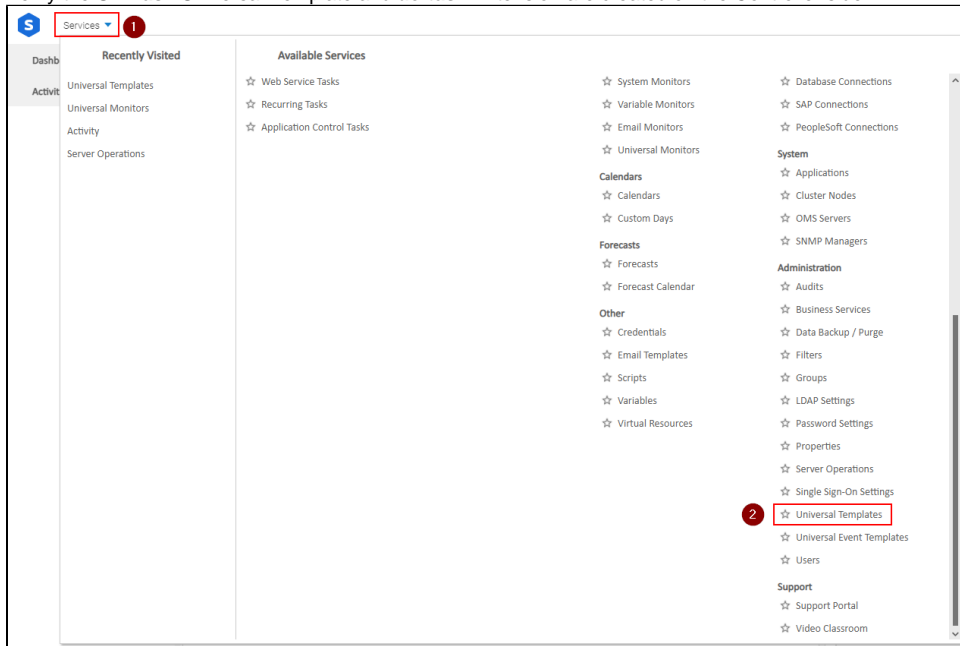 S Services 1
Dashb
Activit
Recently Visited
Universal Templates
Universal Monitors
Activity
Server Operations
Available Services
Web Service Tasks
Recurring Tasks
Application Control Tasks
System Monitors
Variable Monitors
Email Monitors
Universal Monitors
Calendars
Calendars
Custom Days
Forecasts
Forecasts
Forecast Calendar
Other
Credentials
Email Templates
Scripts
Variables
Virtual Resources
Database Connections
SAP Connections
PeopleSoft Connections
System
Applications
Cluster Nodes
OMS Servers
SNMP Managers
Administration
Audits
Business Services
Data Backup / Purge
Filters
Groups
LDAP Settings
Password Settings
Properties
Server Operations
Single Sign-On Settings
2 Universal Templates
Universal Event Templates
Users
Support
Support Portal
Video Classroom